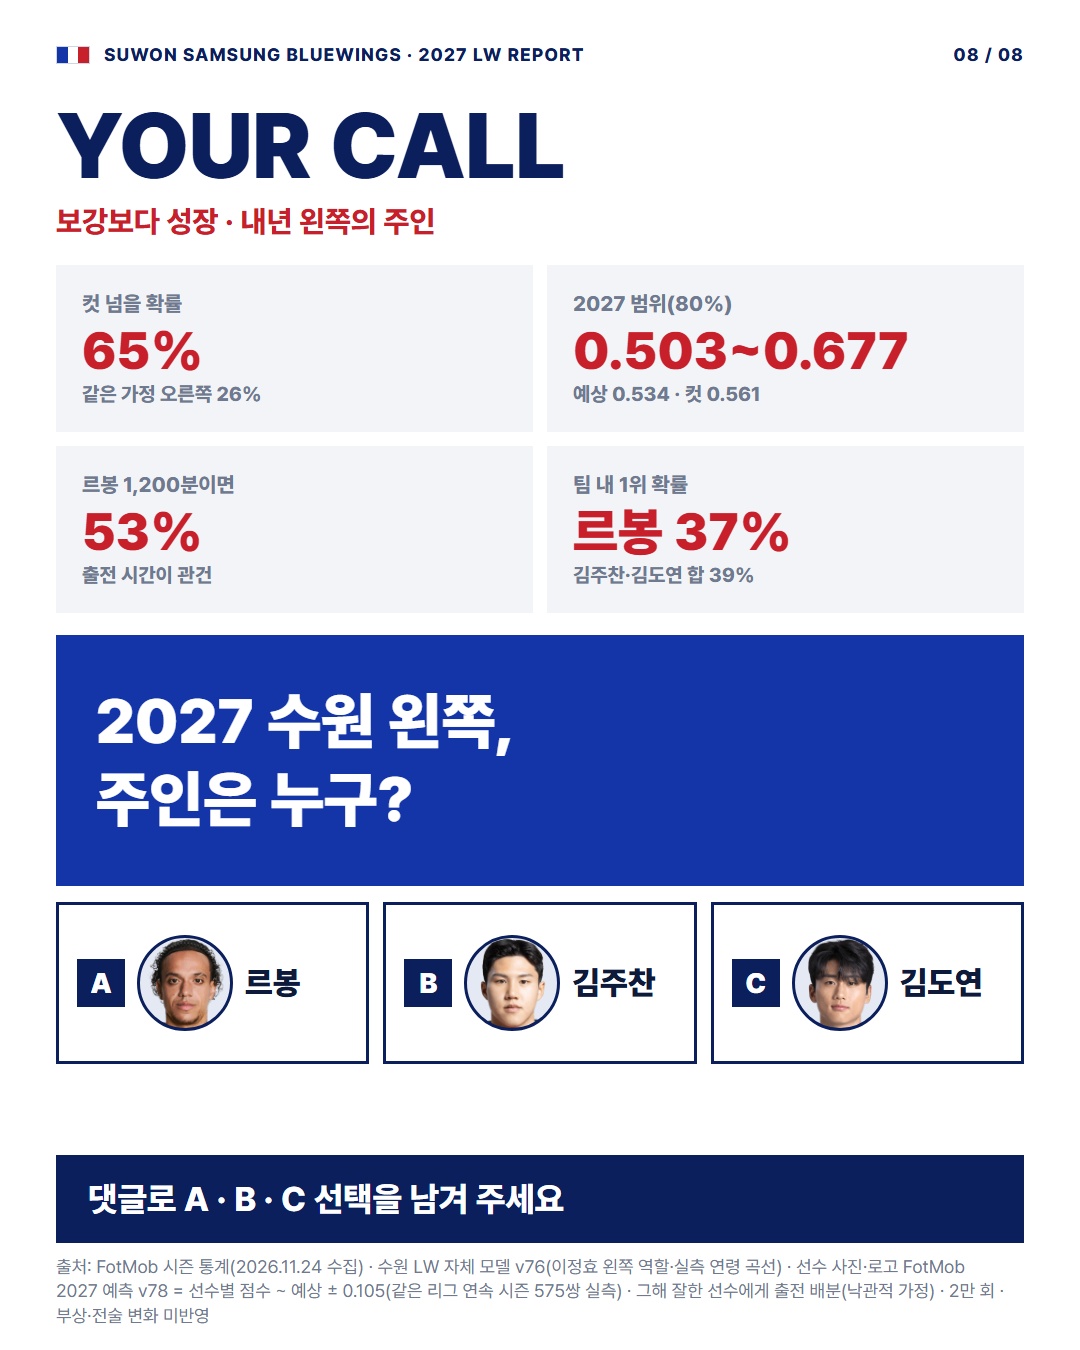 SUWON SAMSUNG BLUEWINGS · 2027 LW REPORT
08 / 08
YOUR CALL
보강보다 성장 · 내년 왼쪽의 주인
컷 넘을 확률
65%
같은 가정 오른쪽 26%
2027 범위(80%)
0.503~0.677
예상 0.534 · 컷 0.561
르봉 1,200분이면
53%
출전 시간이 관건
팀 내 1위 확률
르봉 37%
김주찬·김도연 합 39%
2027 수원 왼쪽,
주인은 누구?
A 르봉
B 김주찬
C 김도연
댓글로 A · B · C 선택을 남겨 주세요
출처: FotMob 시즌 통계(2026.11.24 수집) · 수원 LW 자체 모델 v76(이정효 왼쪽 역할·실측 연령 곡선) · 선수 사진·로고 FotMob
2027 예측 v78 = 선수별 점수 ~ 예상 ± 0.105(같은 리그 연속 시즌 575쌍 실측) · 그해 잘한 선수에게 출전 배분(낙관적 가정) · 2만 회 ·
부상·전술 변화 미반영